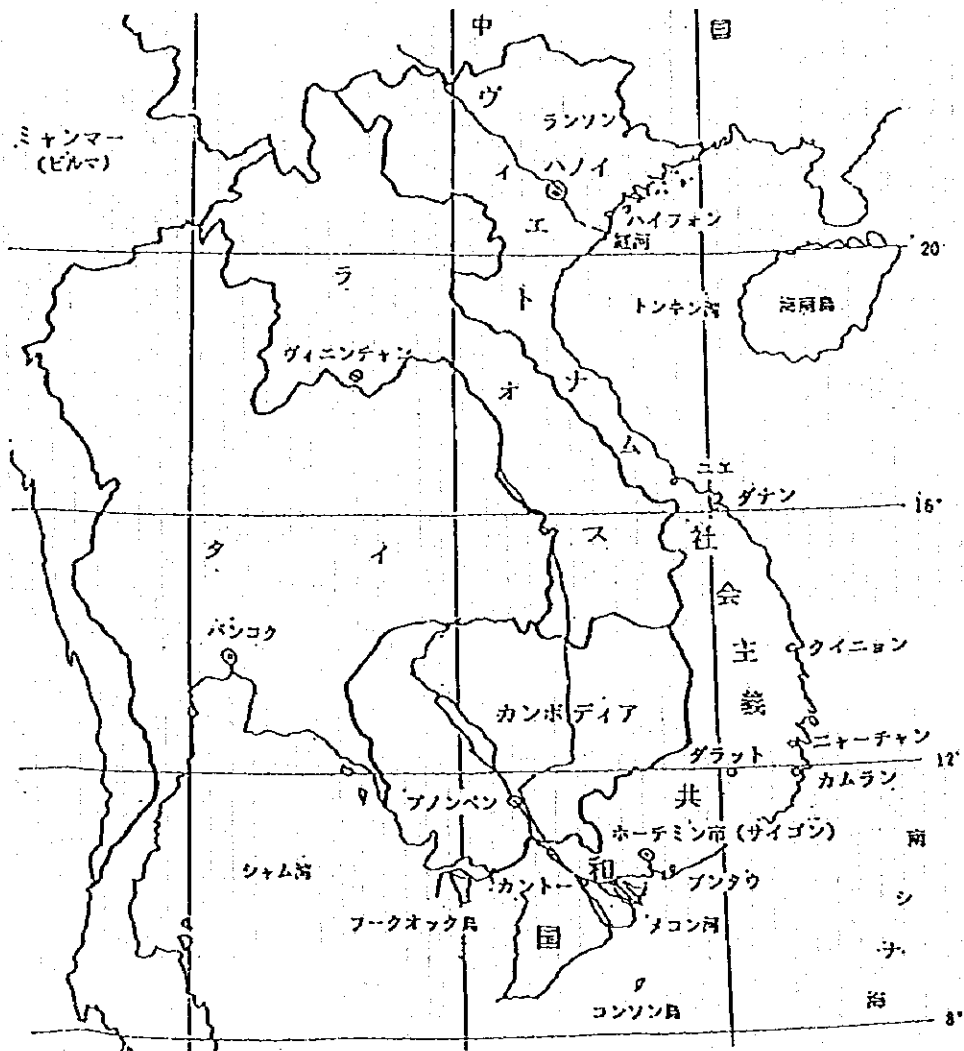 中国
ミャンマー
(ビルマ)
ランソン
ハノイ
ハイフォン
紅河
20
ラオス
トンキン湾
海南島
ヴィニンチャン
ヴィエトナム社会主義共和国
ユエ
ダナン
16°
タイ
バンコク
クイニョン
カンボディア
ニャーチャン
ダラット
12°
カムラン
プノンペン
ホーチミン市(サイゴン)
シャム湾
カントー
ブンタウ
フークオック島
メコン河
南シナ海
コンソン島
8°